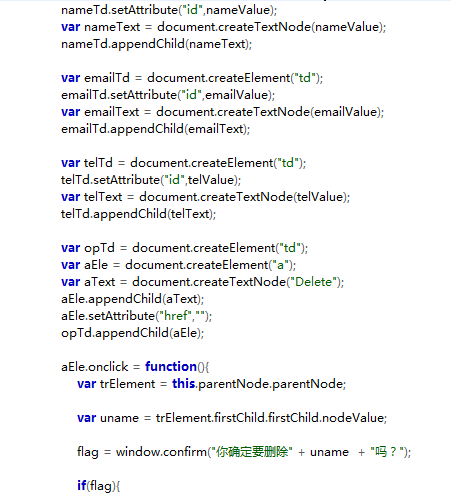 nameTd.setAttribute("id",nameValue);
var nameText = document.createTextNode(nameValue);
nameTd.appendChild(nameText);
var emailTd = document.createElement("td");
emailTd.setAttribute("id",emailValue);
var emailText = document.createTextNode(emailValue);
emailTd.appendChild(emailText);
var telTd = document.createElement("td");
telTd.setAttribute("id",telValue);
var telText = document.createTextNode(telValue);
telTd.appendChild(telText);
var opTd = document.createElement("td");
var aEle = document.createElement("a");
var aText = document.createTextNode("Delete");
aEle.appendChild(aText);
aEle.setAttribute("href","");
opTd.appendChild(aEle);
aEle.onclick = function(){
var trElement = this.parentNode.parentNode;
var uname = trElement.firstChild.firstChild.nodeValue;
flag = window.confirm("你确定要删除" + uname + "吗？");
if(flag){